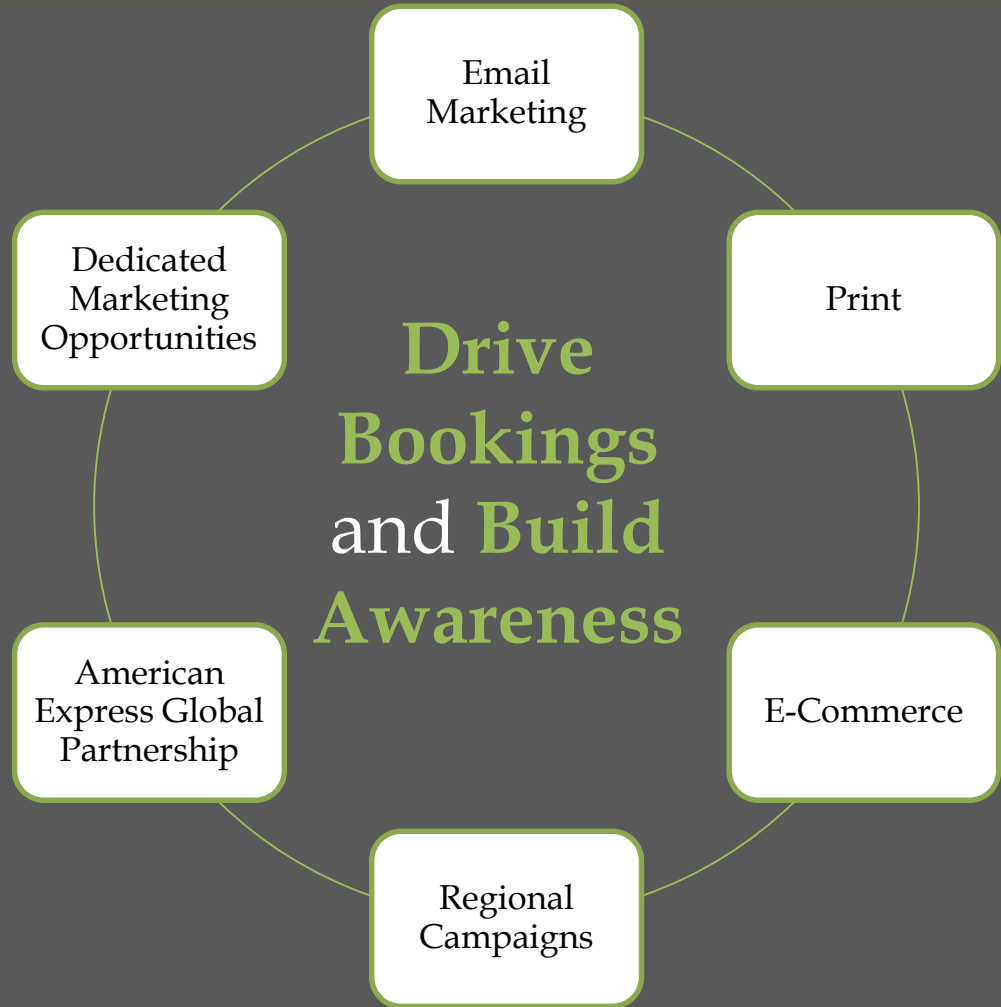 Email
Marketing
Dedicated
Marketing
Opportunities
Print
Drive
Bookings
and Build
Awareness
American
Express Global
Partnership
E-Commerce
Regional
Campaigns